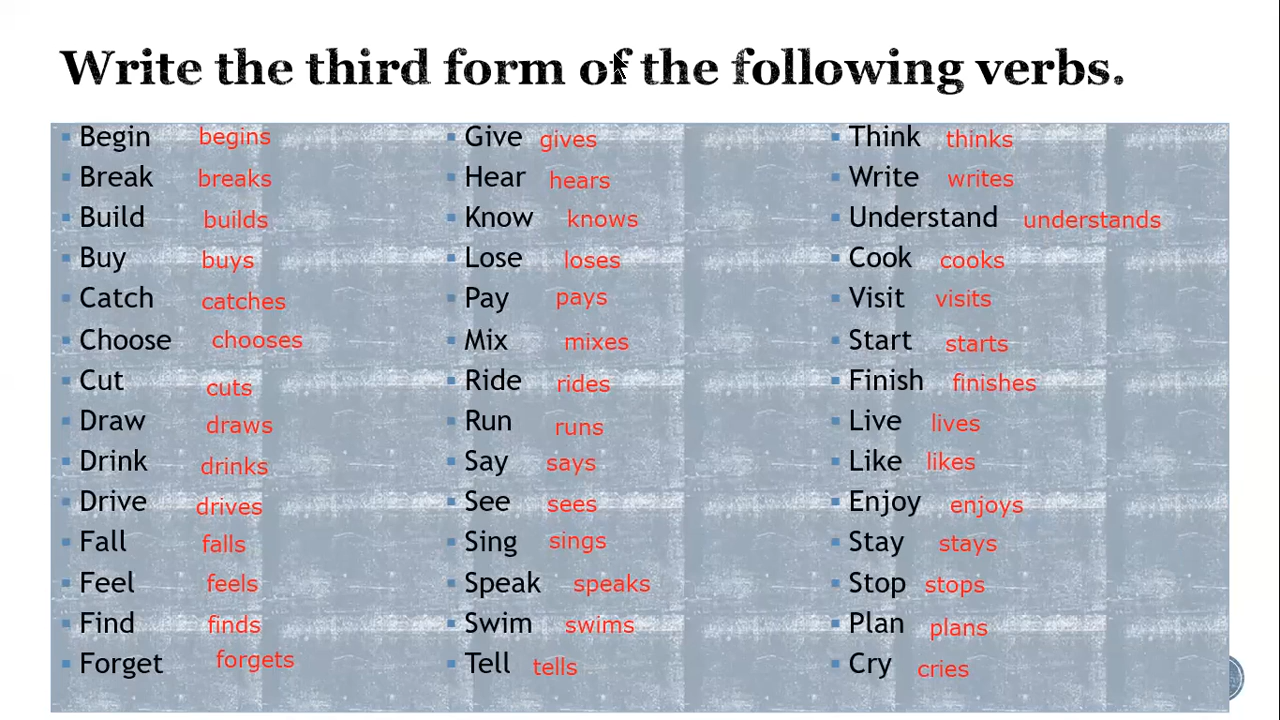 Write the third form of the following verbs.
Begin begins
Break breaks
Build builds
Buy buys
Catch catches
Choose chooses
Cut cuts
Draw draws
Drink drinks
Drive drives
Fall falls
Feel feels
Find finds
Forget forgets
Give gives
Hear hears
Know knows
Lose loses
Pay pays
Mix mixes
Ride rides
Run runs
Say says
See sees
Sing sings
Speak speaks
Swim swims
Tell tells
Think thinks
Write writes
Understand understands
Cook cooks
Visit visits
Start starts
Finish finishes
Live lives
Like likes
Enjoy enjoys
Stay stays
Stop stops
Plan plans
Cry cries